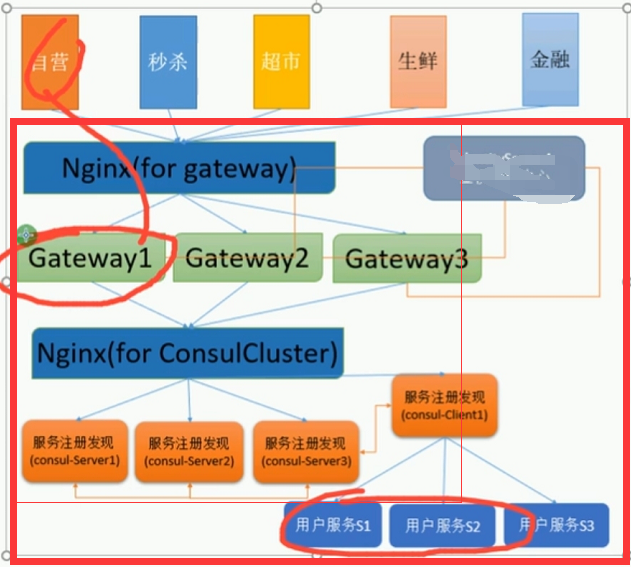 自营
秒杀
超市
生鲜
金融
Nginx(for gateway)
Gateway1
Gateway2
Gateway3
Nginx(for ConsulCluster)
服务注册发现
(consul-Client1)
服务注册发现
(consul-Server1)
服务注册发现
(consul-Server2)
服务注册发现
(consul-Server3)
用户服务S1
用户服务S2
用户服务S3